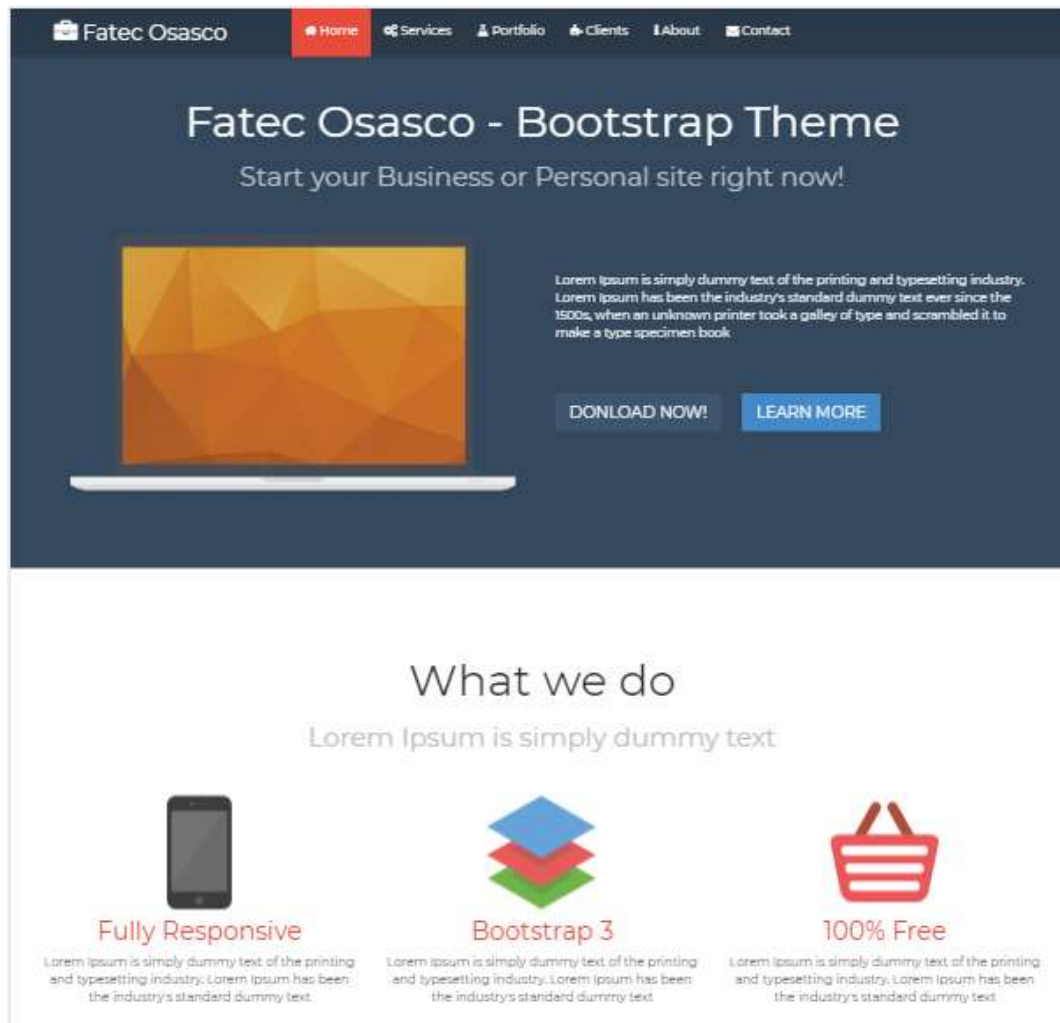 Fatec Osasco
Home Services Portfolio Clients About Contact
Fatec Osasco - Bootstrap Theme
Start your Business or Personal site right now!
Lorem Ipsum is simply dummy text of the printing and typesetting industry.
Lorem Ipsum has been the industry's standard dummy text ever since the
1500s, when an unknown printer took a galley of type and scrambled it to
make a type specimen book
DONLOAD NOW!
LEARN MORE
What we do
Lorem Ipsum is simply dummy text
Fully Responsive
Lorem Ipsum is simply dummy text of the printing
and typesetting industry. Lorem Ipsum has been
the industry's standard dummy text
Bootstrap 3
Lorem Ipsum is simply dummy text of the printing
and typesetting industry. Lorem Ipsum has been
the industry's standard dummy text
100% Free
Lorem Ipsum is simply dummy text of the printing
and typesetting industry. Lorem Ipsum has been
the industry's standard dummy text